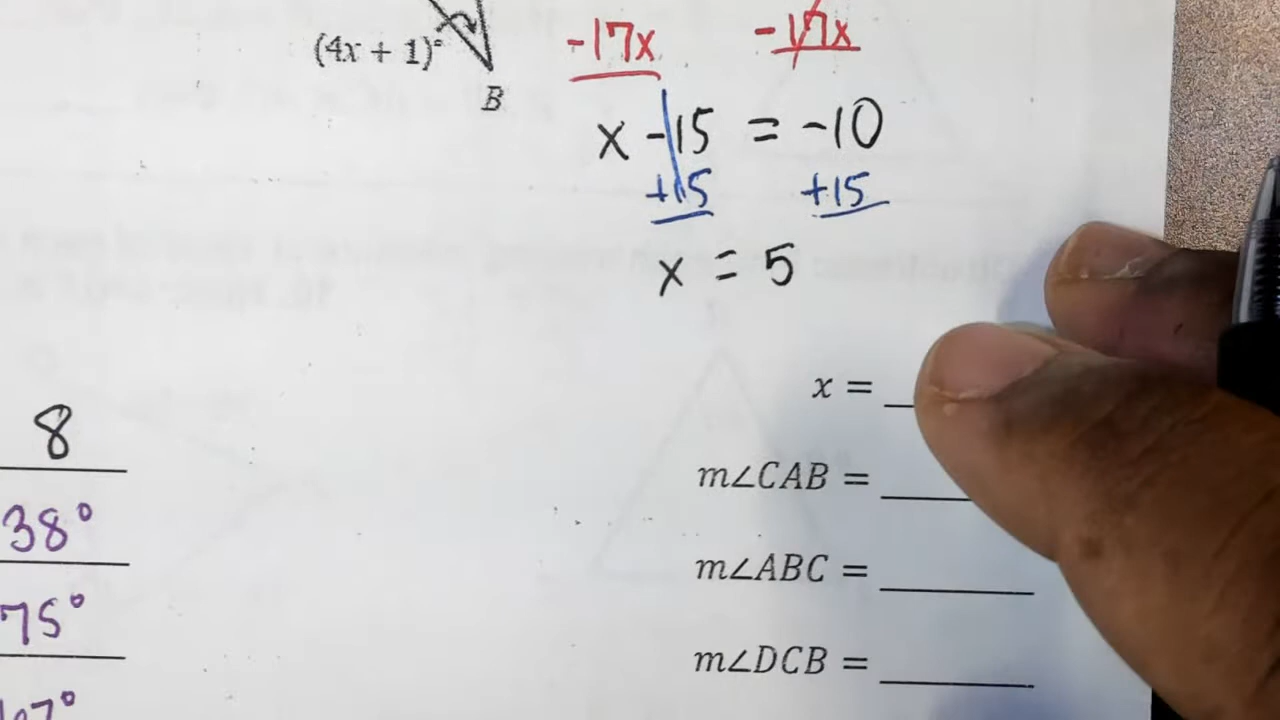 -17x -17x
(4x + 1)°
B
x -15 = -10
+15 +15
x = 5
x =
8
m∠CAB =
38°
m∠ABC =
75°
m∠DCB =